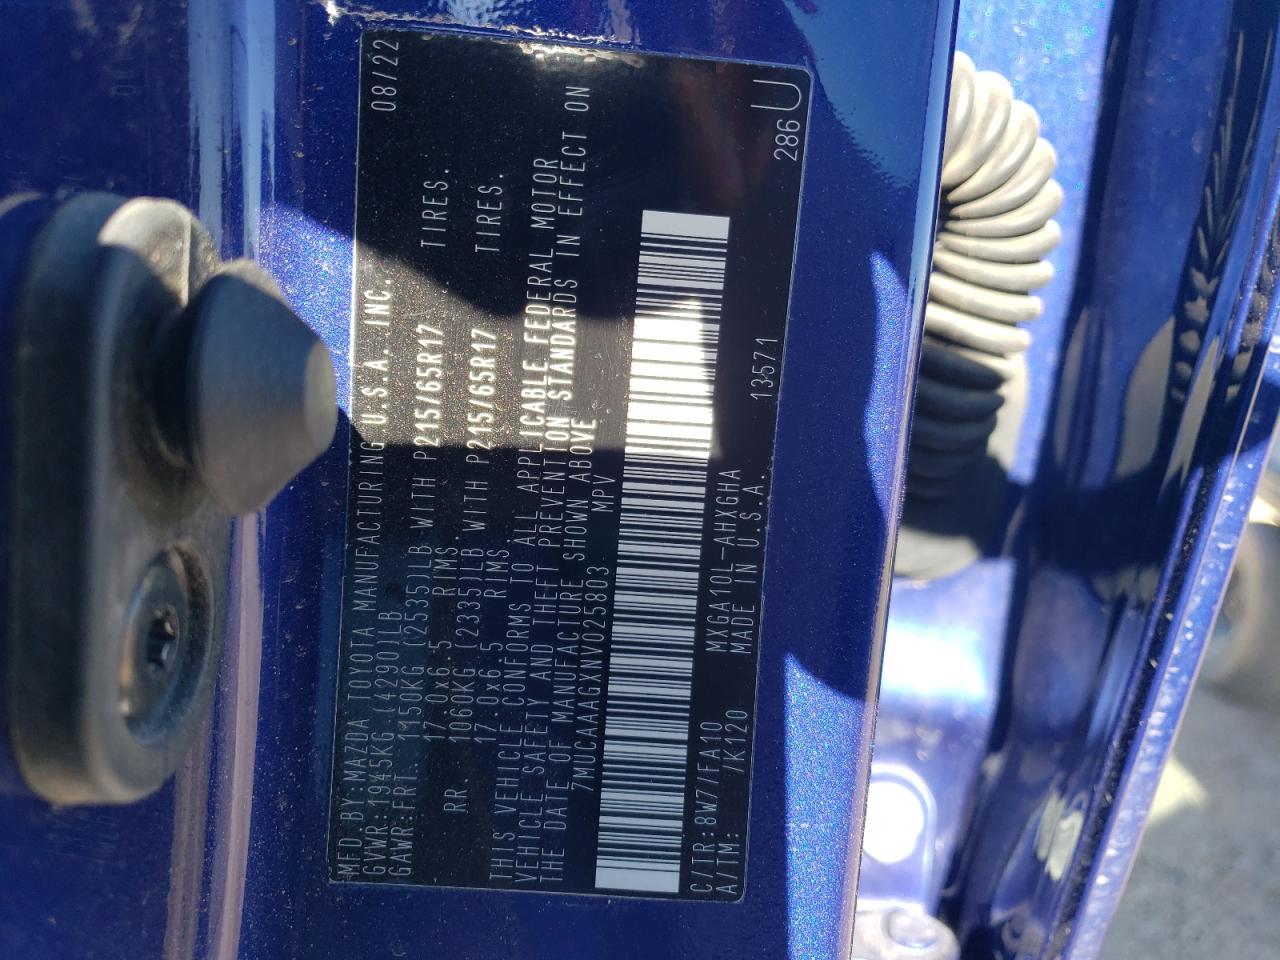 MFD.BY:MAZDA TOYOTA MANUFACTURING U.S.A. INC. 08/22
GVWR:1945KG (4290)LB
GAWR:FRT. 1150KG (2535)LB WITH P215/65R17 TIRES.
17.0x6.5 RIMS.
RR. 1060KG (2335)LB WITH P215/65R17 TIRES.
17.0x6.5 RIMS
THIS VEHICLE CONFORMS TO ALL APPLICABLE FEDERAL MOTOR
VEHICLE SAFETY AND THEFT PREVENTION STANDARDS IN EFFECT ON
THE DATE OF MANUFACTURE SHOWN ABOVE
7MUCAAAGXNV025803 MPV
C/TR:8W7/FA10 MXGA10L-AHXGHA
A/TM: /K120 MADE IN U.S.A. 13571 286U